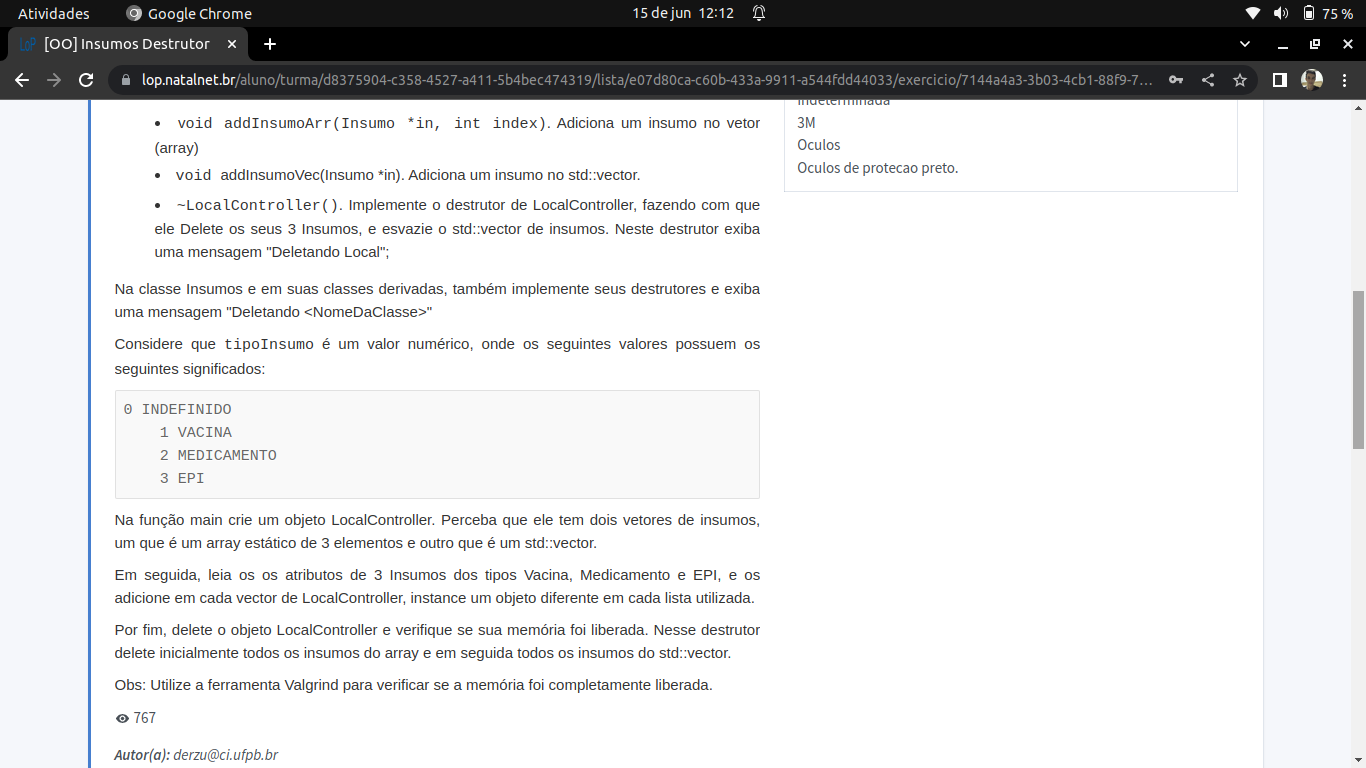 Atividades
Google Chrome
15 de jun 12:12
75 %
[OO] Insumos Destrutor
lop.natalnet.br/aluno/turma/d8375904-c358-4527-a411-5b4bec474319/lista/e07d80ca-c60b-433a-9911-a544fdd44033/exercicio/7144a4a3-3b03-4cb1-88f9-7…
• void addInsumoArr(Insumo *in, int index). Adiciona um insumo no vetor
(array)
• void addInsumoVec(Insumo *in). Adiciona um insumo no std::vector.
• ~LocalController(). Implemente o destrutor de LocalController, fazendo com que
ele Delete os seus 3 Insumos, e esvazie o std::vector de insumos. Neste destrutor exiba
uma mensagem "Deletando Local";
Na classe Insumos e em suas classes derivadas, também implemente seus destrutores e exiba
uma mensagem "Deletando <NomeDaClasse>"
Considere que tipoInsumo é um valor numérico, onde os seguintes valores possuem os
seguintes significados:
0 INDEFINIDO
1 VACINA
2 MEDICAMENTO
3 EPI
Na função main crie um objeto LocalController. Perceba que ele tem dois vetores de insumos,
um que é um array estático de 3 elementos e outro que é um std::vector.
Em seguida, leia os os atributos de 3 Insumos dos tipos Vacina, Medicamento e EPI, e os
adicione em cada vector de LocalController, instance um objeto diferente em cada lista utilizada.
Por fim, delete o objeto LocalController e verifique se sua memória foi liberada. Nesse destrutor
delete inicialmente todos os insumos do array e em seguida todos os insumos do std::vector.
Obs: Utilize a ferramenta Valgrind para verificar se a memória foi completamente liberada.
767
Autor(a): derzu@ci.ufpb.br
Indeterminada
3M
Oculos
Oculos de protecao preto.